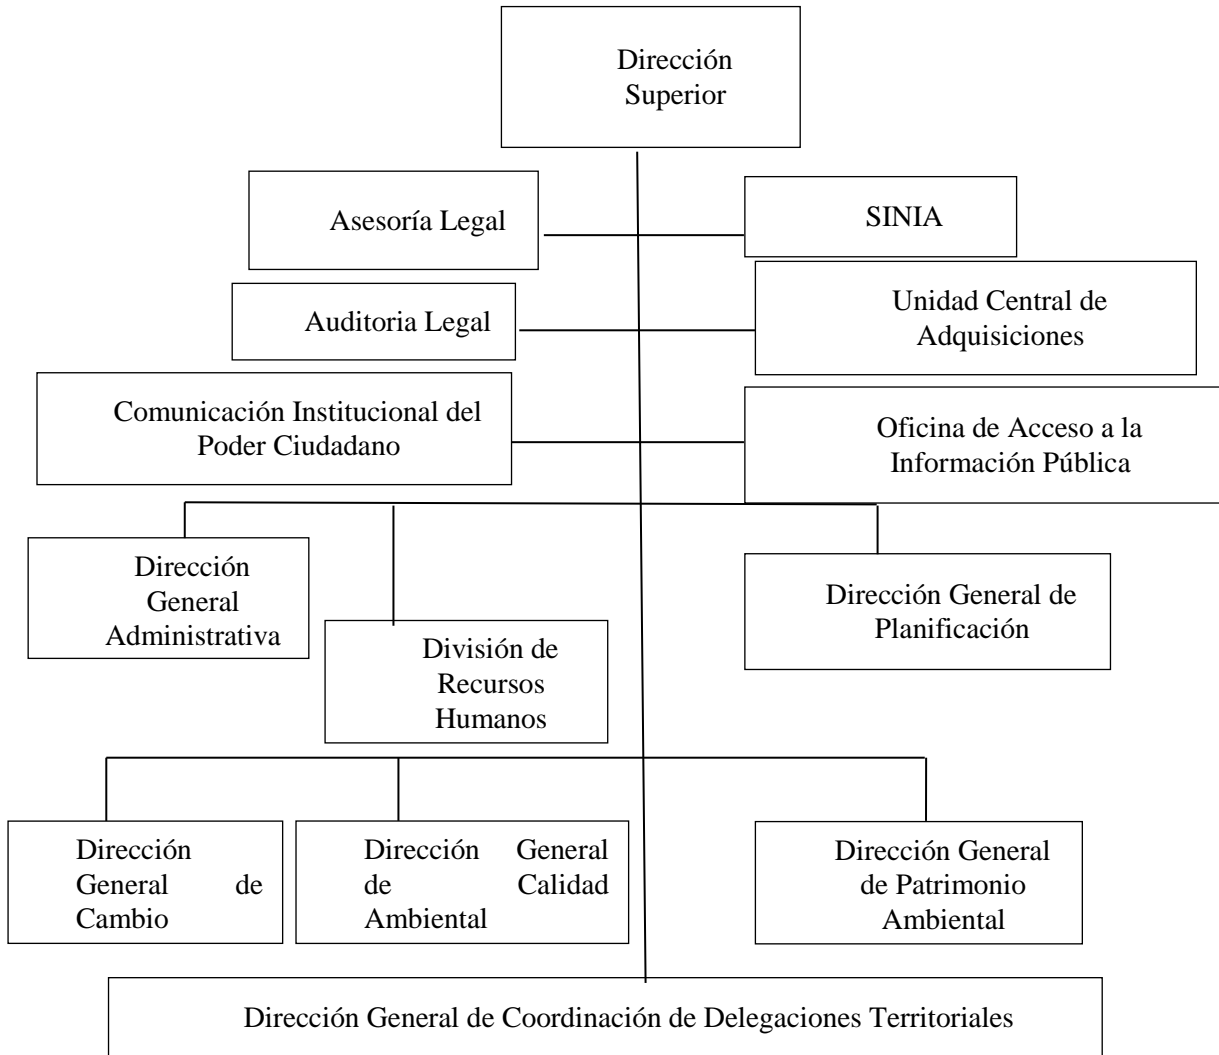 Dirección
Superior
Asesoría Legal
SINIA
Auditoria Legal
Unidad Central de
Adquisiciones
Comunicación Institucional del
Poder Ciudadano
Oficina de Acceso a la
Información Pública
Dirección
General
Administrativa
División de
Recursos
Humanos
Dirección General de
Planificación
Dirección
General de
Cambio
Dirección General
de Calidad
Ambiental
Dirección General
de Patrimonio
Ambiental
Dirección General de Coordinación de Delegaciones Territoriales